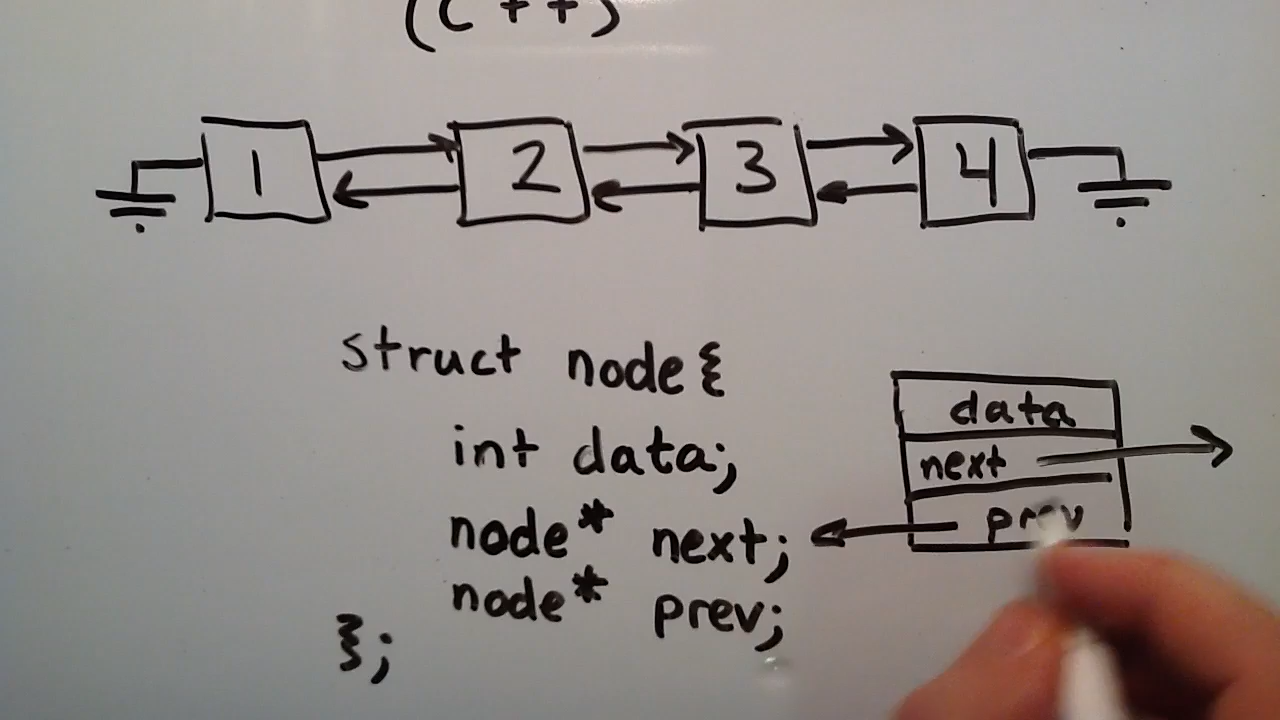 (C++)
1 2 3 4
struct node{
int data;
node* next;
node* prev;
};
data
next
prev